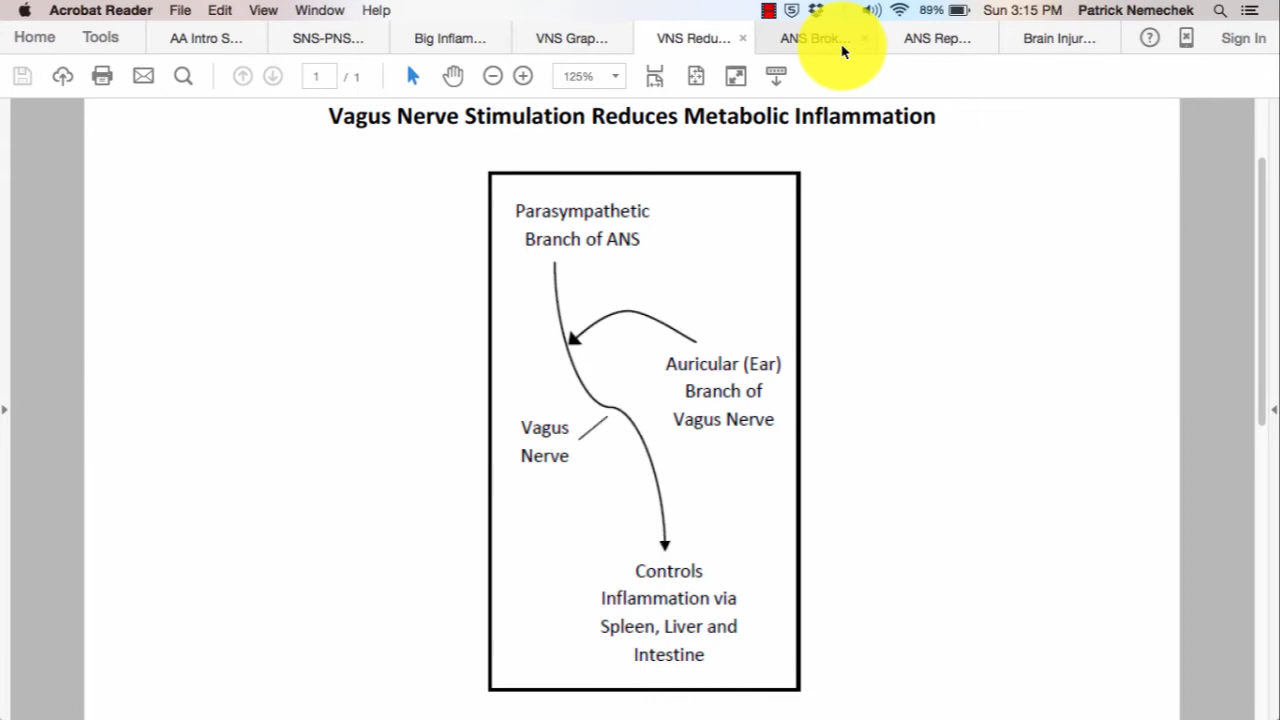 Acrobat Reader File Edit View Window Help 89% Sun 3:15 PM Patrick Nemechek
Home Tools AA Intro S... SNS-PNS... Big Inflam... VNS Grap... VNS Redu... × ANS Brok... × ANS Rep... Brain Injur... Sign In
1 / 1 125%
Vagus Nerve Stimulation Reduces Metabolic Inflammation
Parasympathetic
Branch of ANS
Auricular (Ear)
Branch of
Vagus Nerve
Vagus
Nerve
Controls
Inflammation via
Spleen, Liver and
Intestine